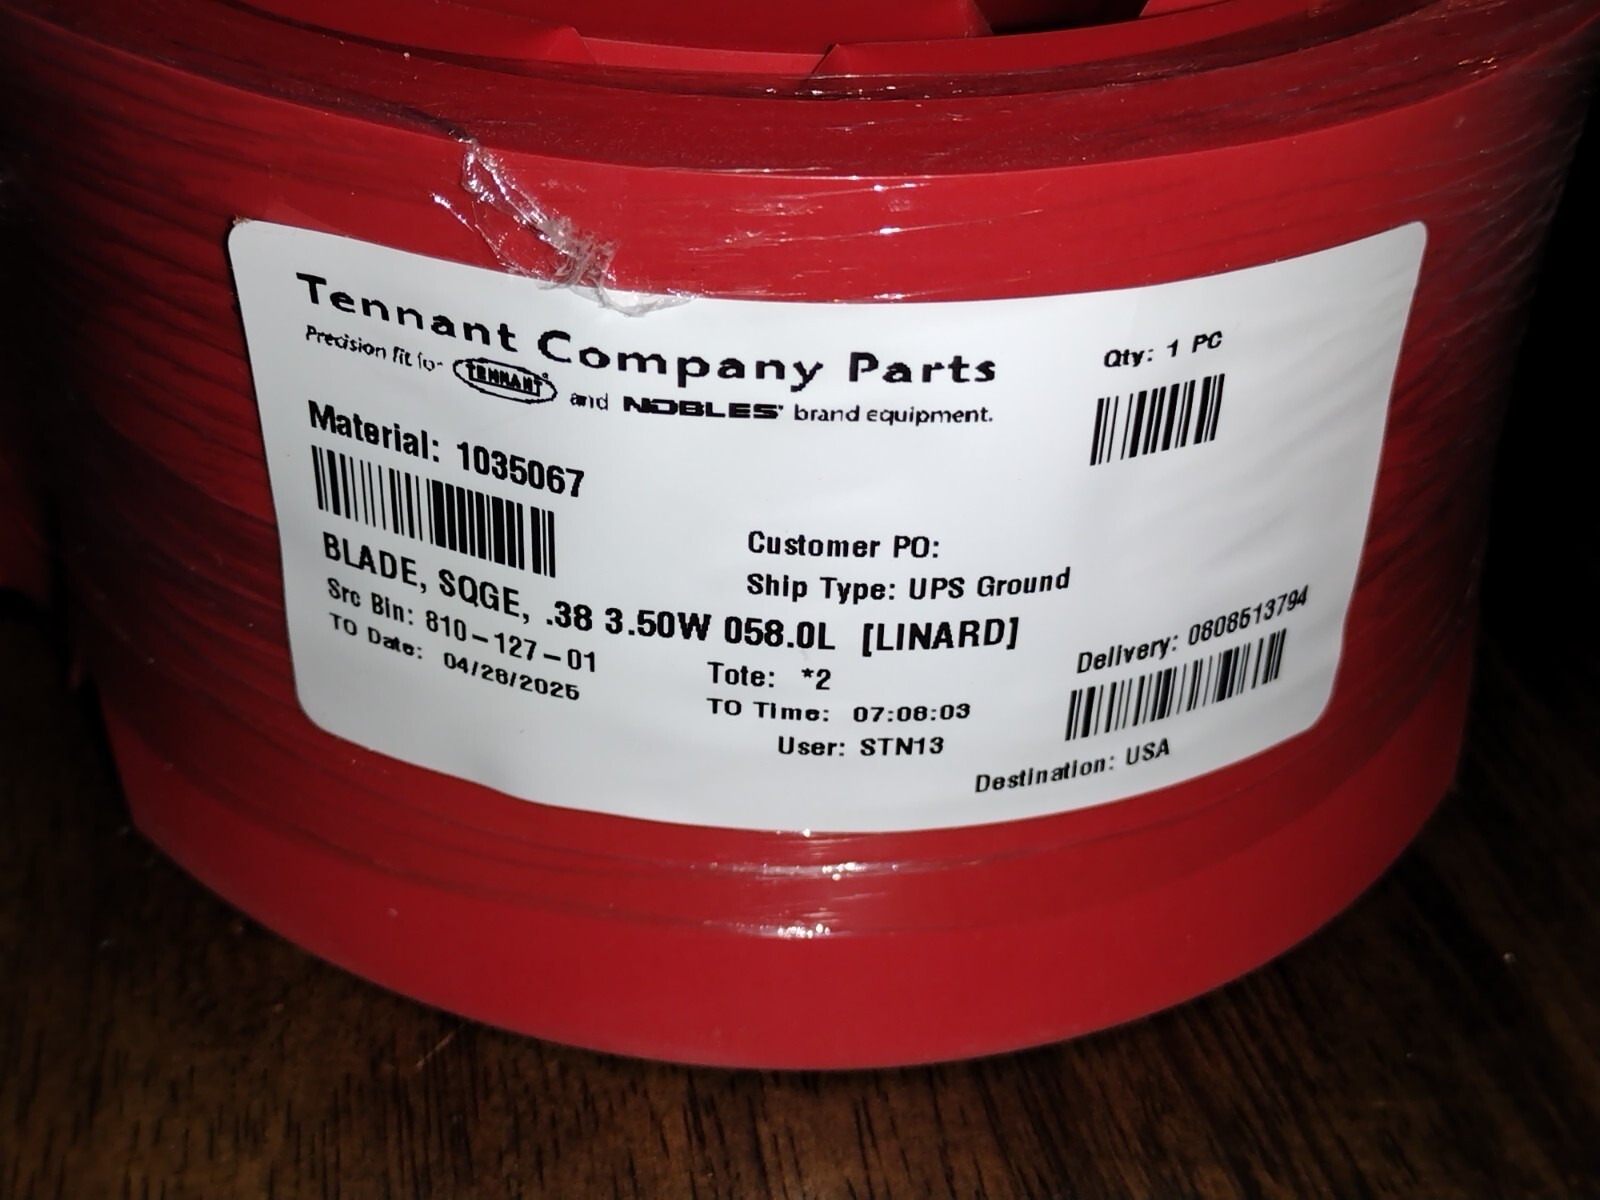 Tennant Company Parts
Precision fit for TENNANT and NOBLES brand equipment.
Qty: 1 PC
Material: 1035067
Customer PO:
Ship Type: UPS Ground
BLADE, SQGE, .38 3.50W 058.0L [LINARD]
Src Bin: 810-127-01
Tote: *2
Delivery: 0808513794
TO Date: 04/28/2025
TO Time: 07:08:03
User: STN13
Destination: USA